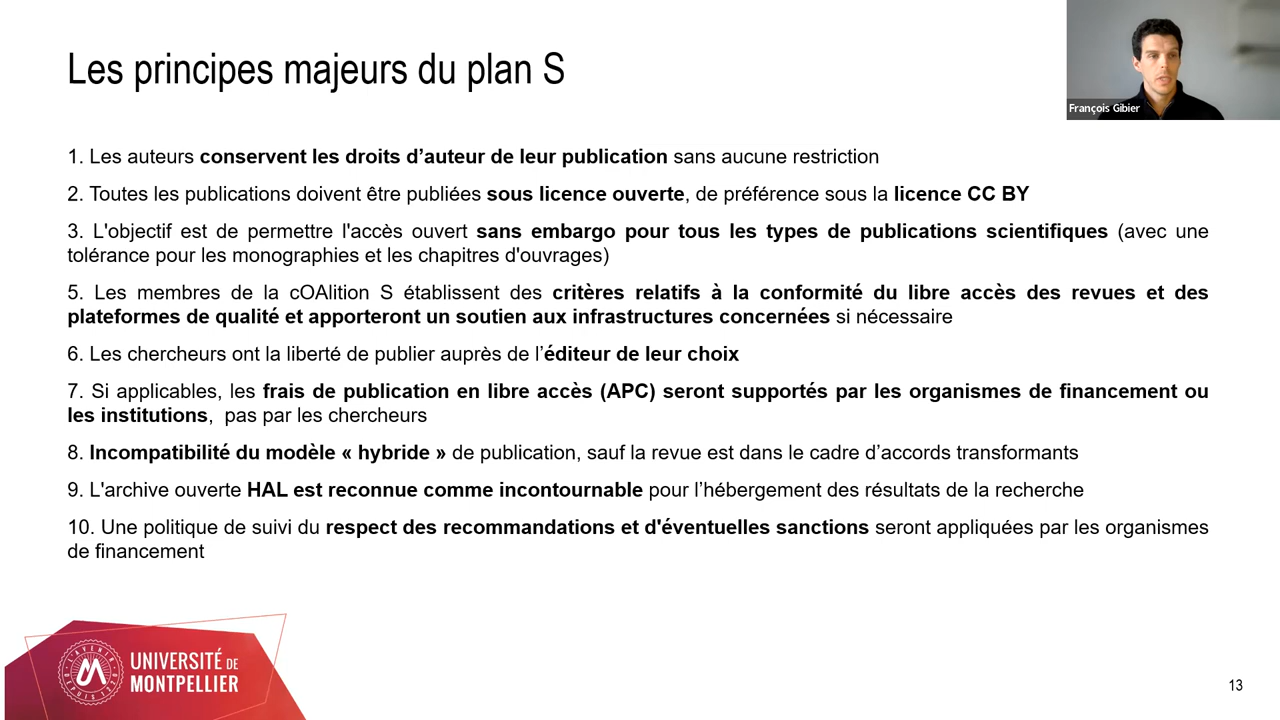 Les principes majeurs du plan S
François Gibier
1. Les auteurs conservent les droits d’auteur de leur publication sans aucune restriction
2. Toutes les publications doivent être publiées sous licence ouverte, de préférence sous la licence CC BY
3. L'objectif est de permettre l'accès ouvert sans embargo pour tous les types de publications scientifiques (avec une
tolérance pour les monographies et les chapitres d'ouvrages)
5. Les membres de la cOAlition S établissent des critères relatifs à la conformité du libre accès des revues et des
plateformes de qualité et apporteront un soutien aux infrastructures concernées si nécessaire
6. Les chercheurs ont la liberté de publier auprès de l’éditeur de leur choix
7. Si applicables, les frais de publication en libre accès (APC) seront supportés par les organismes de financement ou
les institutions, pas par les chercheurs
8. Incompatibilité du modèle « hybride » de publication, sauf la revue est dans le cadre d’accords transformants
9. L'archive ouverte HAL est reconnue comme incontournable pour l’hébergement des résultats de la recherche
10. Une politique de suivi du respect des recommandations et d'éventuelles sanctions seront appliquées par les organismes
de financement
UNIVERSITÉ DE
MONTPELLIER
13